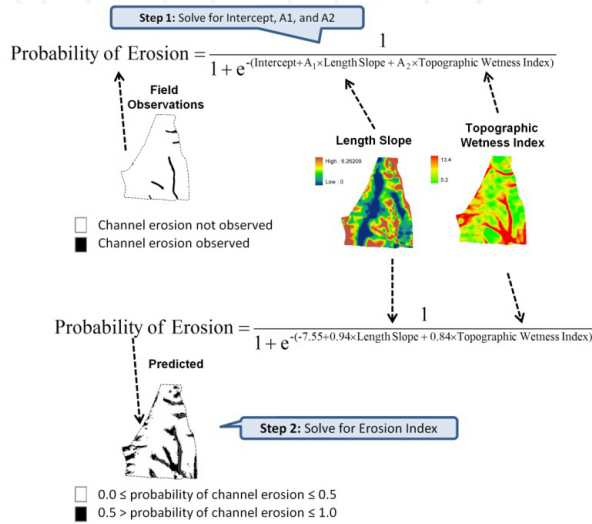 Step 1: Solve for Intercept, A1, and A2
Probability of Erosion = 1 / 1 + e^-(Intercept+A₁×Length Slope + A₂×Topographic Wetness Index)
Field
Observations
Length Slope
Topographic
Wetness Index
High : 6.26209
Low : 0
13.4
5.2
Channel erosion not observed
Channel erosion observed
Probability of Erosion = 1 / 1 + e^-(-7.55+0.94×Length Slope + 0.84×Topographic Wetness Index)
Predicted
Step 2: Solve for Erosion Index
0.0 ≤ probability of channel erosion ≤ 0.5
0.5 > probability of channel erosion ≤ 1.0